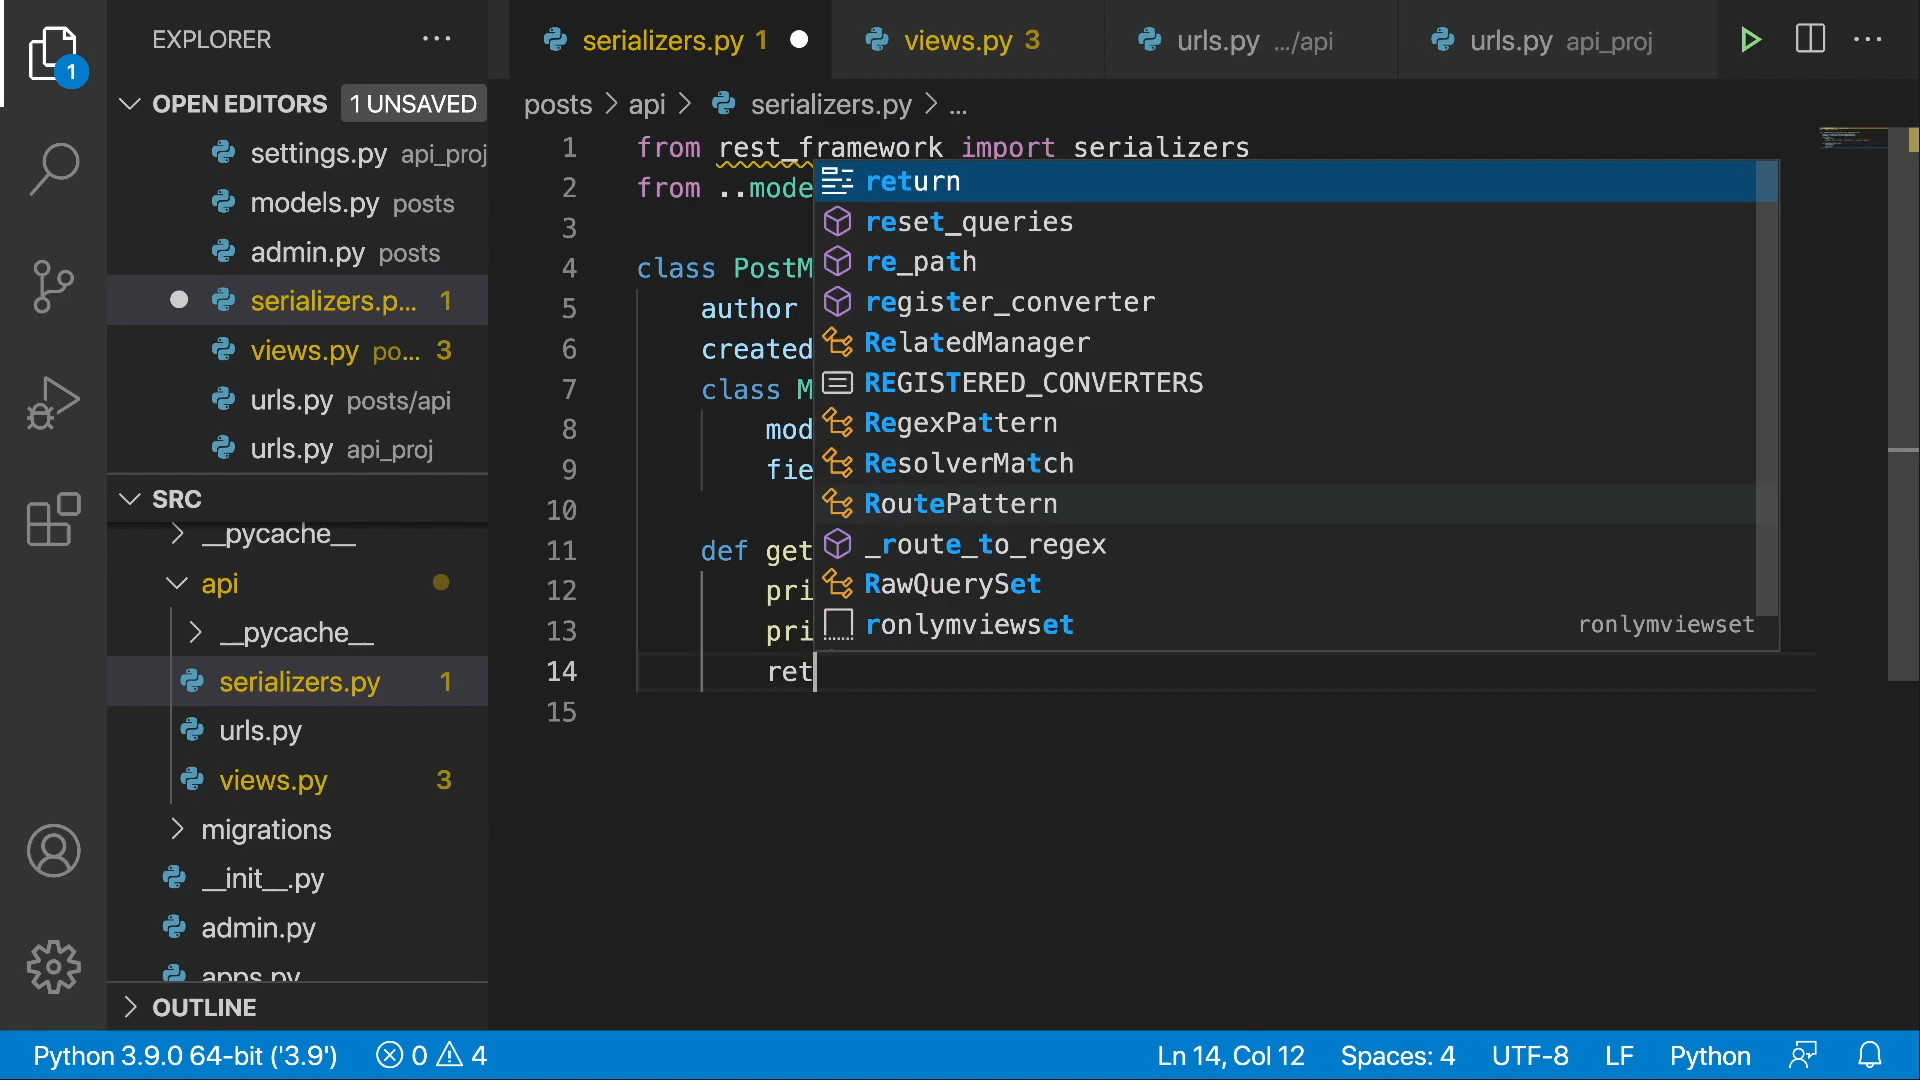 EXPLORER
1
OPEN EDITORS 1 UNSAVED
settings.py api_proj
models.py posts
admin.py posts
serializers.p... 1
views.py po... 3
urls.py posts/api
urls.py api_proj
SRC
__pycache__
api
__pycache__
serializers.py 1
urls.py
views.py 3
migrations
__init__.py
admin.py
apps.py
OUTLINE
serializers.py 1
views.py 3
urls.py .../api
urls.py api_proj
posts > api > serializers.py > ...
1 from rest_framework import serializers
2 from ..mode
3
4 class PostM
5 author
6 created
7 class M
8 mod
9 fie
10
11 def get
12 pri
13 pri
14 ret
15
return
reset_queries
re_path
register_converter
RelatedManager
REGISTERED_CONVERTERS
RegexPattern
ResolverMatch
RoutePattern
_route_to_regex
RawQuerySet
ronlymviewset ronlymviewset
Python 3.9.0 64-bit ('3.9') 0 4 Ln 14, Col 12 Spaces: 4 UTF-8 LF Python